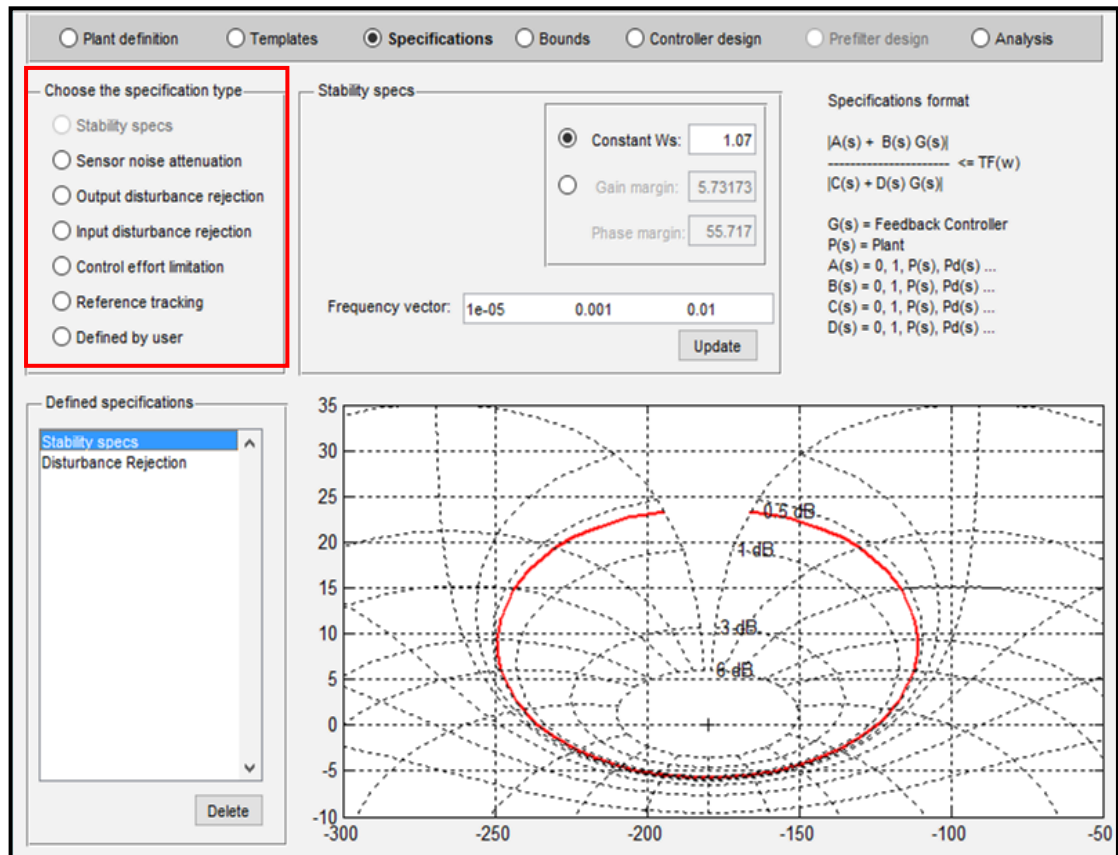 Plant definition Templates Specifications Bounds Controller design Prefilter design Analysis
Choose the specification type
Stability specs
Sensor noise attenuation
Output disturbance rejection
Input disturbance rejection
Control effort limitation
Reference tracking
Defined by user
Stability specs
Constant Ws: 1.07
Gain margin: 5.73173
Phase margin: 55.717
Frequency vector: 1e-05 0.001 0.01
Update
Specifications format
|A(s) + B(s) G(s)|
---------------------- <= TF(w)
|C(s) + D(s) G(s)|
G(s) = Feedback Controller
P(s) = Plant
A(s) = 0, 1, P(s), Pd(s) ...
B(s) = 0, 1, P(s), Pd(s) ...
C(s) = 0, 1, P(s), Pd(s) ...
D(s) = 0, 1, P(s), Pd(s) ...
Defined specifications
Stability specs
Disturbance Rejection
Delete
35
30
25
20
15
10
5
0
-5
-10
0.5 dB
1 dB
3 dB
6 dB
-300 -250 -200 -150 -100 -50